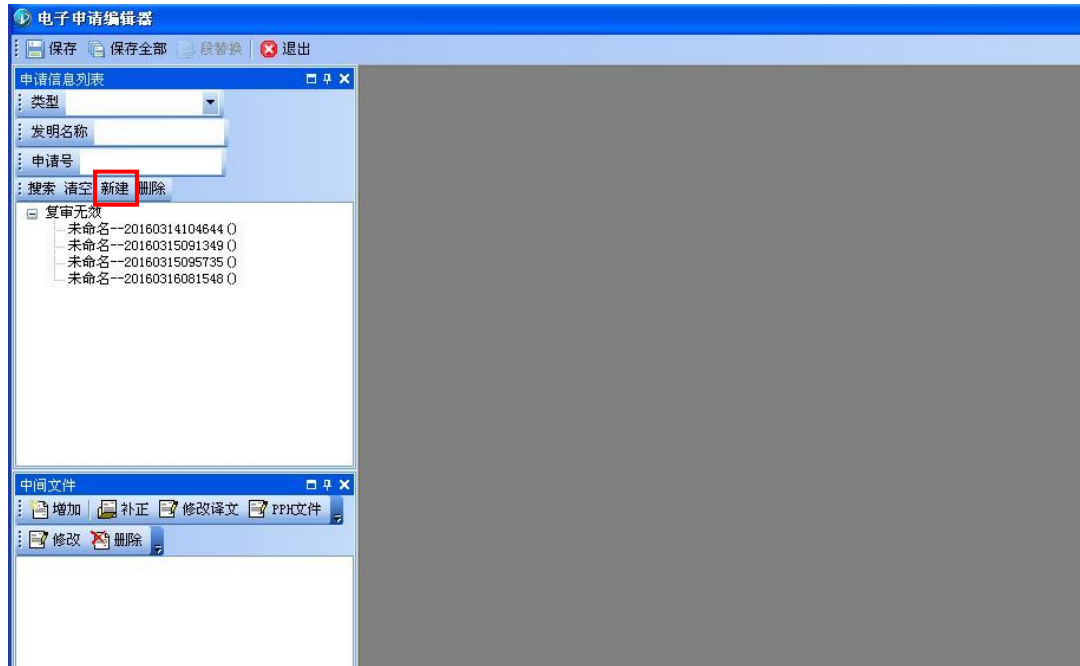 电子申请编辑器
保存 保存全部 段替换 退出
申请信息列表
类型
发明名称
申请号
搜索 清空 新建 删除
复审无效
未命名--20160314104644()
未命名--20160315091349()
未命名--20160315095735()
未命名--20160316081548()
中间文件
增加 补正 修改译文 PPH文件
修改 删除